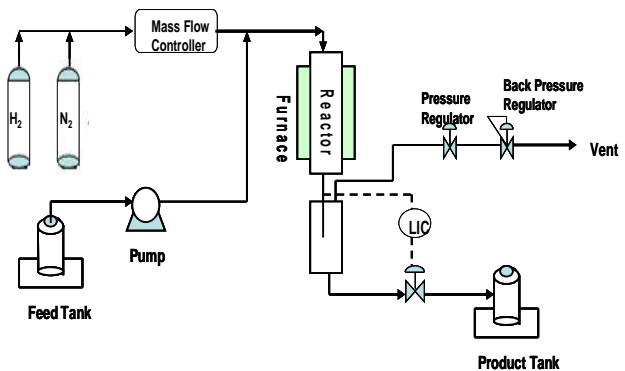 Mass Flow
Controller
H2
N2
Reactor
Furnace
Pressure
Regulator
Back Pressure
Regulator
Vent
LIC
Pump
Feed Tank
Product Tank